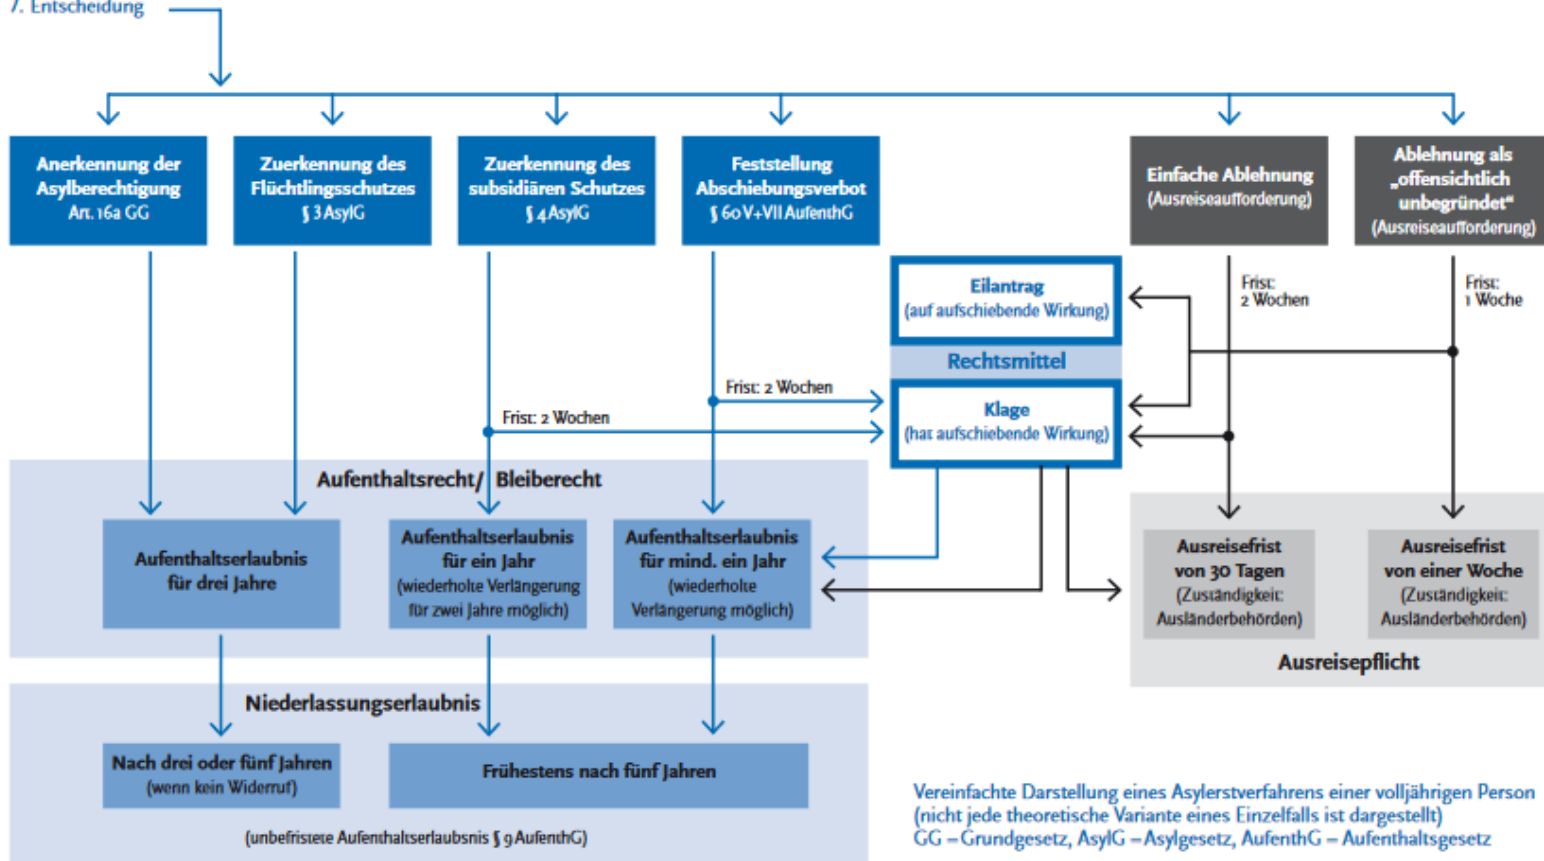 7. Entscheidung
Anerkennung der
Asylberechtigung
Art. 16a GG
Zuerkennung des
Flüchtlingsschutzes
§ 3 AsylG
Zuerkennung des
subsidiären Schutzes
§ 4 AsylG
Feststellung
Abschiebungsverbot
§ 60 V+VII AufenthG
Einfache Ablehnung
(Ausreiseaufforderung)
Ablehnung als
„offensichtlich
unbegründet“
(Ausreiseaufforderung)
Eilantrag
(auf aufschiebende Wirkung)
Rechtsmittel
Klage
(hat aufschiebende Wirkung)
Frist:
2 Wochen
Frist:
1 Woche
Frist: 2 Wochen
Frist: 2 Wochen
Aufenthaltsrecht/ Bleiberecht
Aufenthaltserlaubnis
für drei Jahre
Aufenthaltserlaubnis
für ein Jahr
(wiederholte Verlängerung
für zwei Jahre möglich)
Aufenthaltserlaubnis
für mind. ein Jahr
(wiederholte
Verlängerung möglich)
Ausreisefrist
von 30 Tagen
(Zuständigkeit:
Ausländerbehörden)
Ausreisefrist
von einer Woche
(Zuständigkeit:
Ausländerbehörden)
Ausreisepflicht
Niederlassungserlaubnis
Nach drei oder fünf Jahren
(wenn kein Widerruf)
Frühestens nach fünf Jahren
(unbefristete Aufenthaltserlaubsnis § 9 AufenthG)
Vereinfachte Darstellung eines Asylerstverfahrens einer volljährigen Person
(nicht jede theoretische Variante eines Einzelfalls ist dargestellt)
GG – Grundgesetz, AsylG – Asylgesetz, AufenthG – Aufenthaltsgesetz